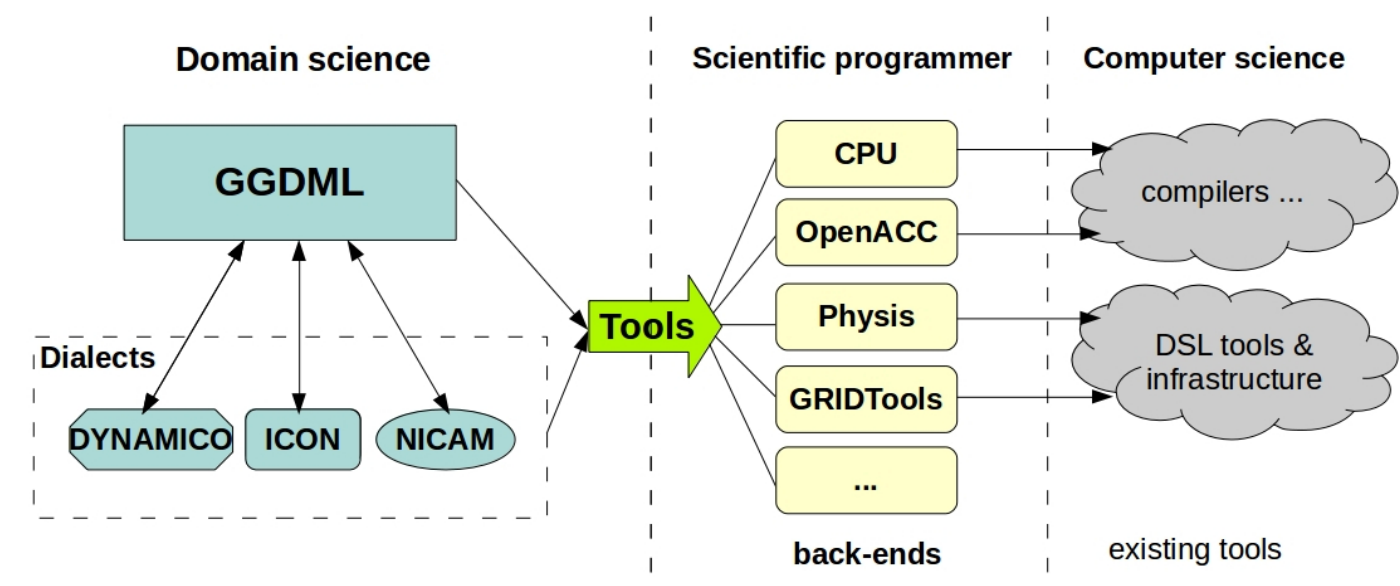 Domain science
Scientific programmer
Computer science
GGDML
Dialects
DYNAMICO
ICON
NICAM
Tools
CPU
OpenACC
Physis
GRIDTools
...
back-ends
compilers ...
DSL tools &
infrastructure
existing tools